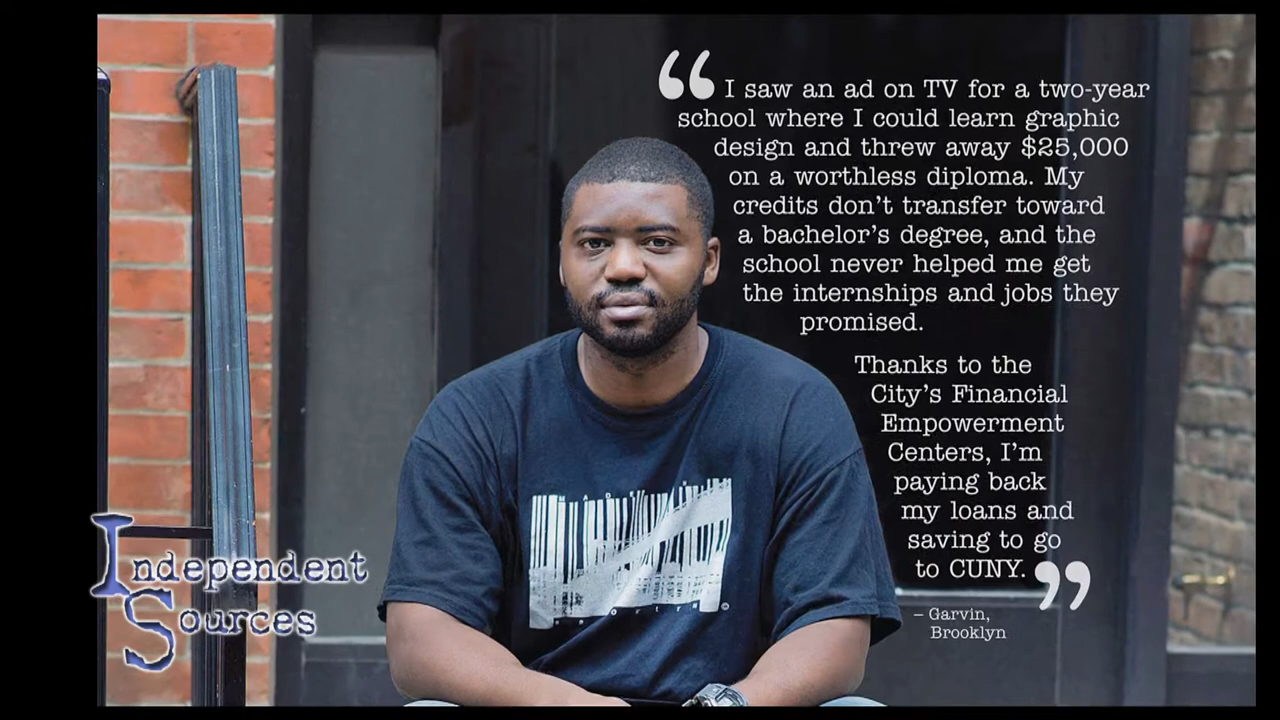 “ I saw an ad on TV for a two-year
school where I could learn graphic
design and threw away $25,000
on a worthless diploma. My
credits don’t transfer toward
a bachelor’s degree, and the
school never helped me get
the internships and jobs they
promised.
Thanks to the
City’s Financial
Empowerment
Centers, I’m
paying back
my loans and
saving to go
to CUNY. ”
– Garvin,
Brooklyn
Independent
Sources